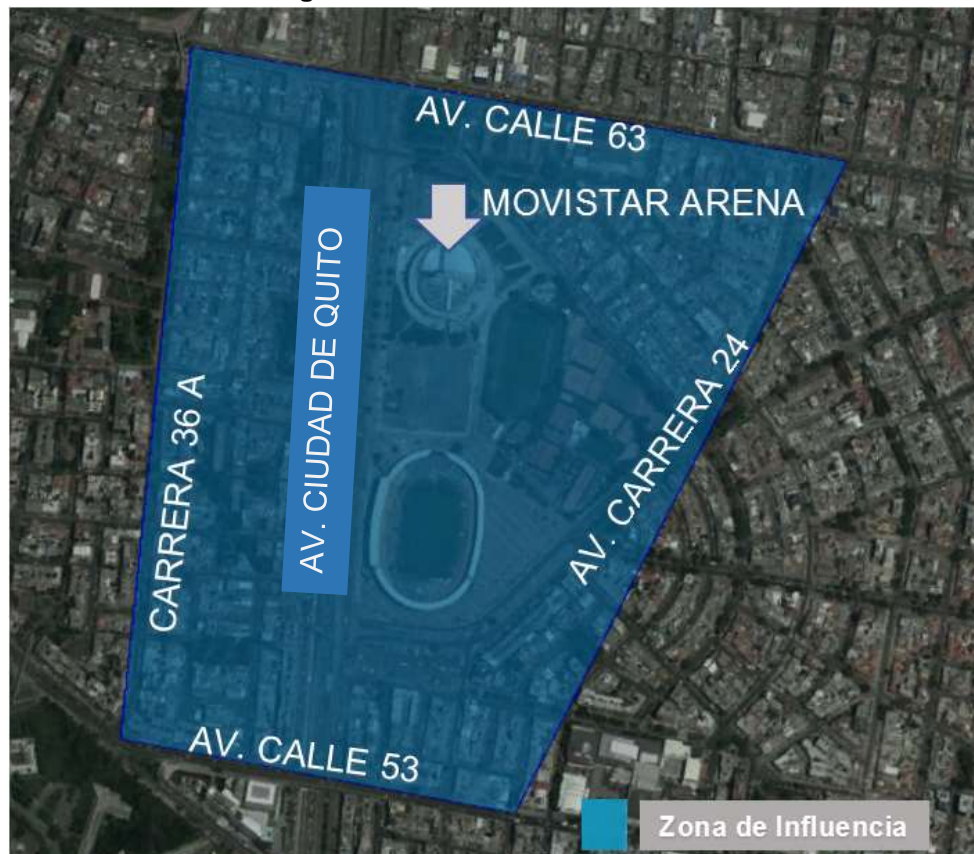 AV. CALLE 63
MOVISTAR ARENA
AV. CIUDAD DE QUITO
CARRERA 36 A
AV. CARRERA 24
AV. CALLE 53
Zona de Influencia